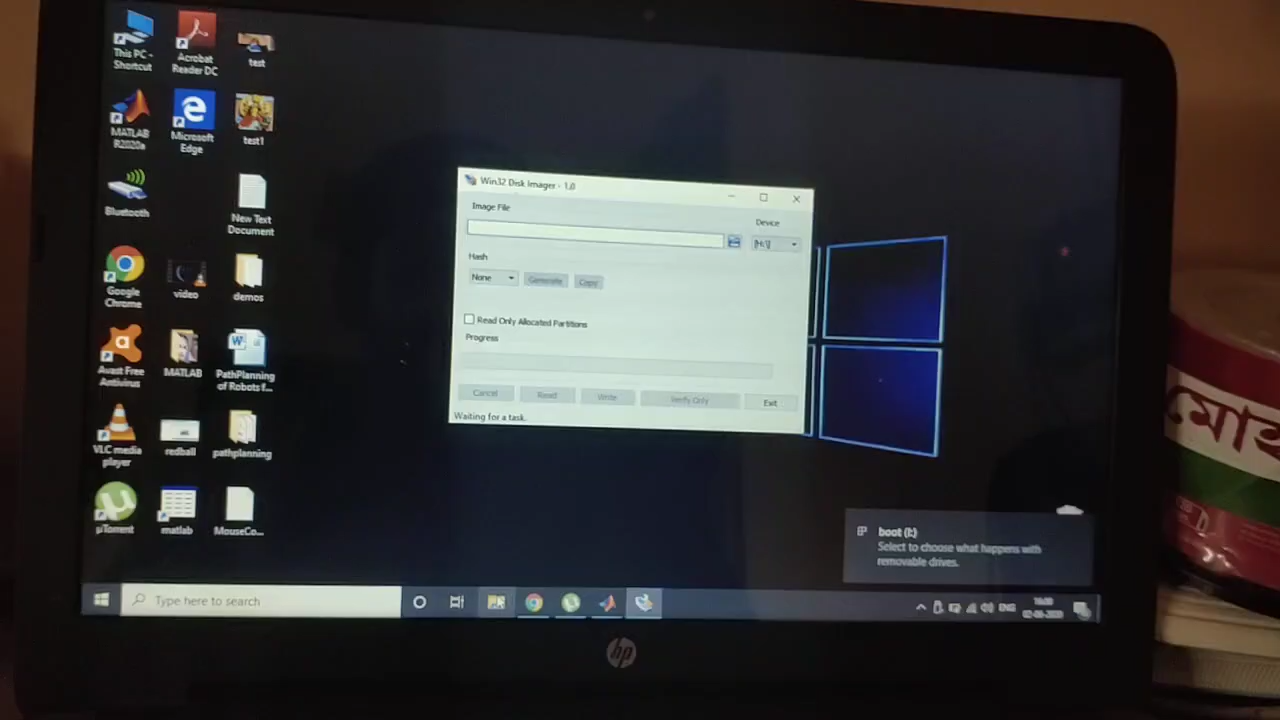 This PC -
Shortcut
Acrobat
Reader DC
test
MATLAB
R2020a
Microsoft
Edge
test1
Bluetooth
New Text
Document
Google
Chrome
video
demos
Avast Free
Antivirus
MATLAB
PathPlanning
of Robots f...
VLC media
player
redball
pathplanning
µTorrent
matlab
MouseCo...
Win32 Disk Imager - 1.0
Image File
Device
[H:\]
Hash
None
Generate
Copy
Read Only Allocated Partitions
Progress
Cancel
Read
Write
Verify Only
Exit
Waiting for a task.
boot (I:)
Select to choose what happens with
removable drives.
Type here to search
ENG
hp